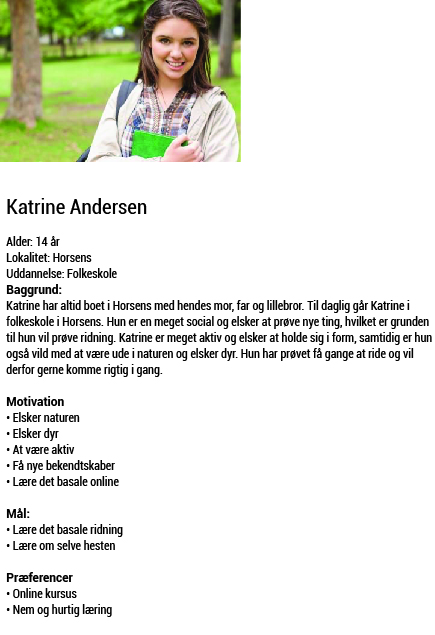 Katrine Andersen
Alder: 14 år
Lokalitet: Horsens
Uddannelse: Folkeskole
Baggrund:
Katrine har altid boet i Horsens med hendes mor, far og lillebror. Til daglig går Katrine i
folkeskole i Horsens. Hun er en meget social og elsker at prøve nye ting, hvilket er grunden
til hun vil prøve ridning. Katrine er meget aktiv og elsker at holde sig i form, samtidig er hun
også vild med at være ude i naturen og elsker dyr. Hun har prøvet få gange at ride og vil
derfor gerne komme rigtig i gang.
Motivation
• Elsker naturen
• Elsker dyr
• At være aktiv
• Få nye bekendtskaber
• Lære det basale online
Mål:
• Lære det basale ridning
• Lære om selve hesten
Præferencer
• Online kursus
• Nem og hurtig læring